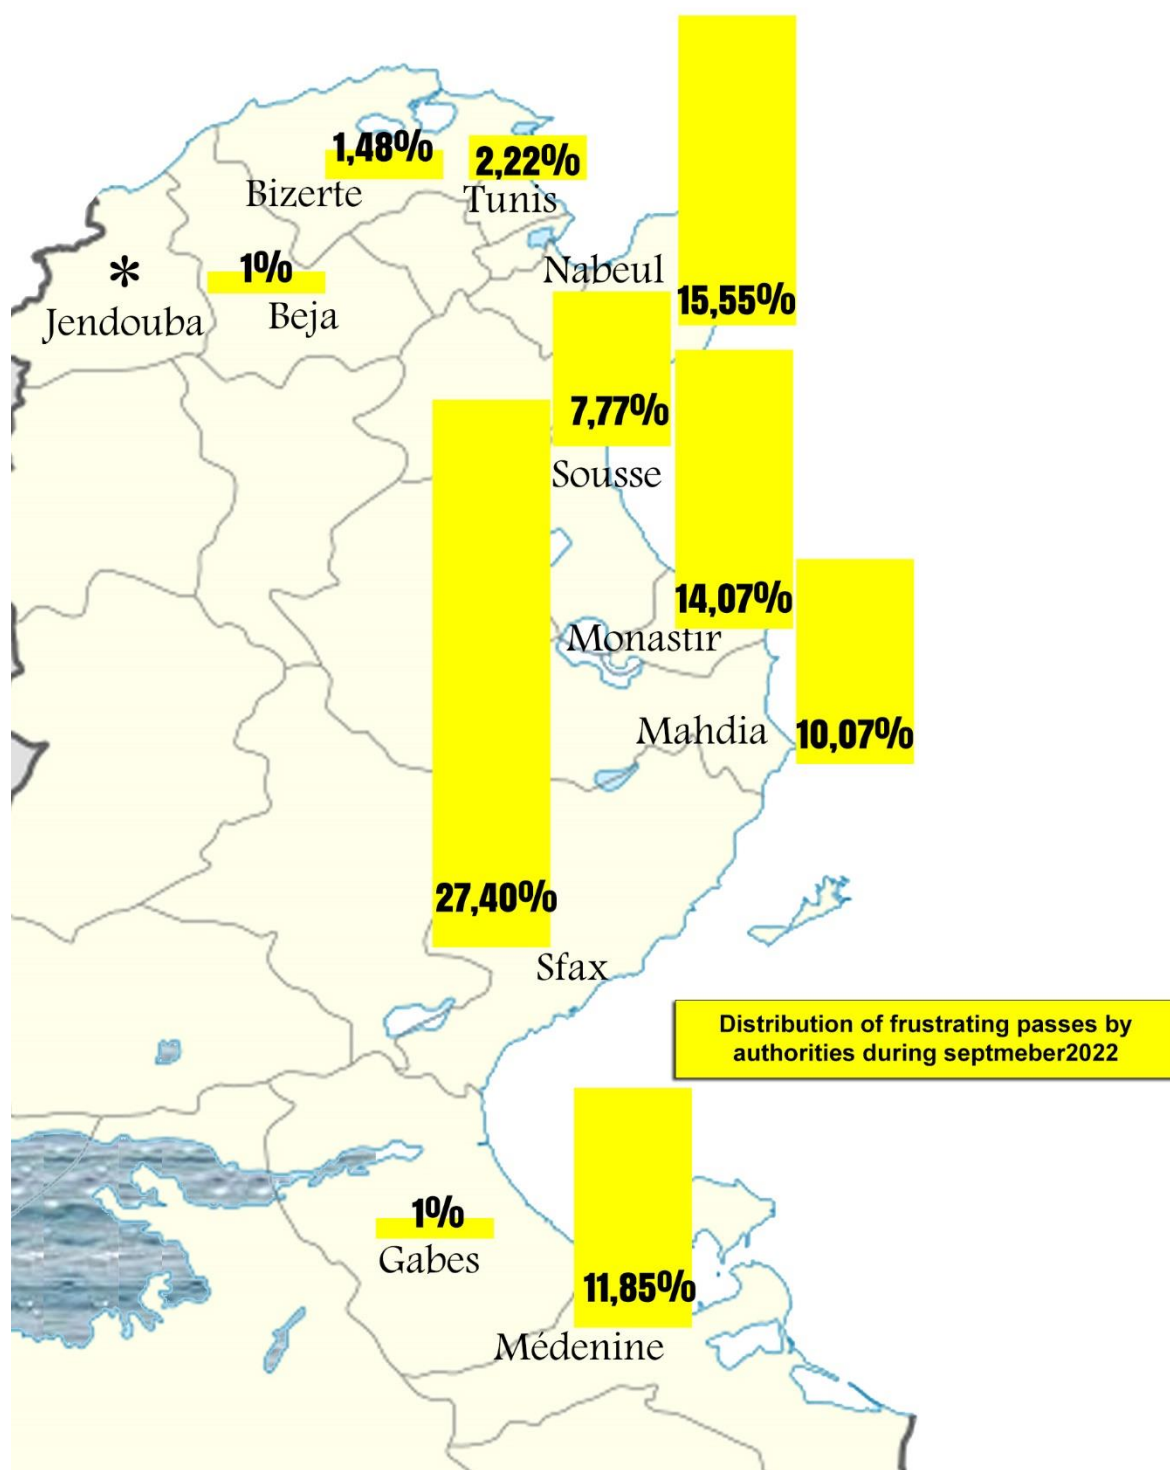 1,48%
Bizerte
2,22%
Tunis
*
Jendouba
1%
Beja
Nabeul
15,55%
7,77%
Sousse
14,07%
Monastir
Mahdia
10,07%
27,40%
Sfax
Distribution of frustrating passes by
authorities during septmeber2022
1%
Gabes
11,85%
Médenine